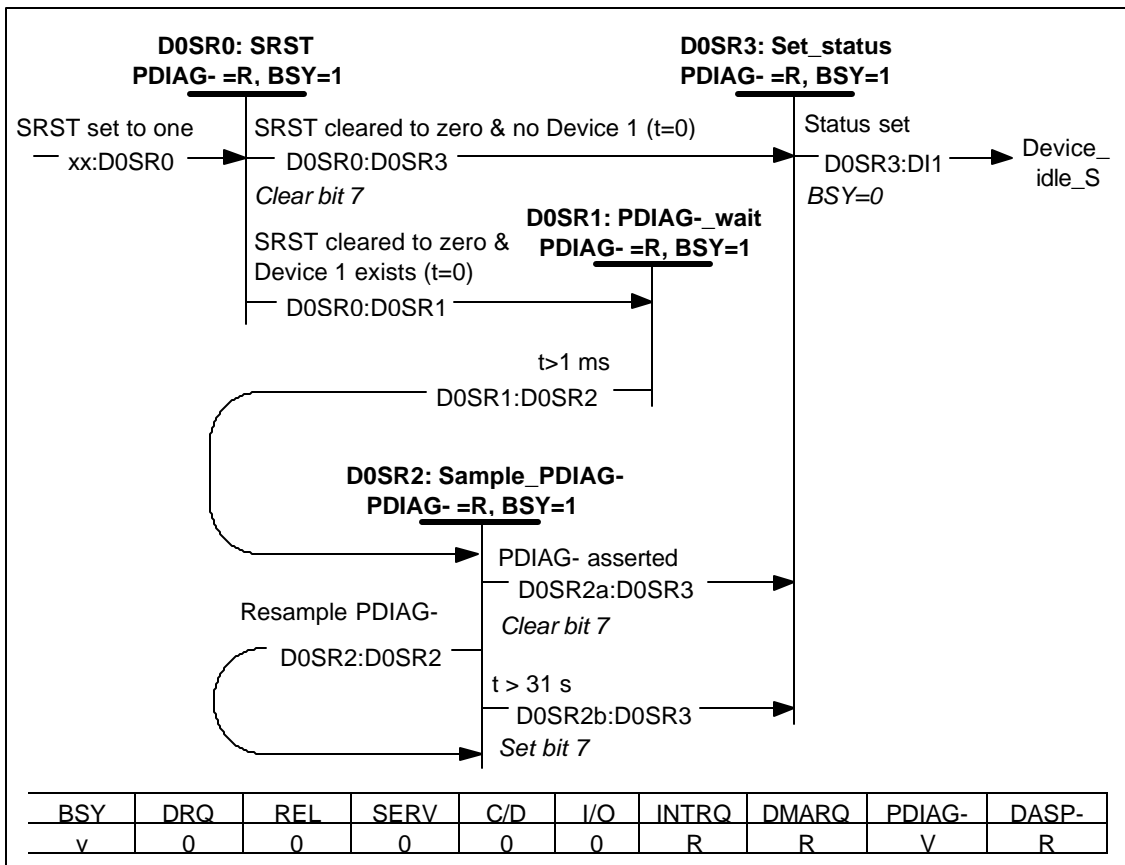 D0SR0: SRST
PDIAG- =R, BSY=1
D0SR3: Set_status
PDIAG- =R, BSY=1
SRST set to one
xx:D0SR0
SRST cleared to zero & no Device 1 (t=0)
D0SR0:D0SR3
Clear bit 7
Status set
D0SR3:DI1
BSY=0
Device_
idle_S
D0SR1: PDIAG-_wait
PDIAG- =R, BSY=1
SRST cleared to zero &
Device 1 exists (t=0)
D0SR0:D0SR1
t>1 ms
D0SR1:D0SR2
D0SR2: Sample_PDIAG-
PDIAG- =R, BSY=1
PDIAG- asserted
D0SR2a:D0SR3
Clear bit 7
Resample PDIAG-
D0SR2:D0SR2
t > 31 s
D0SR2b:D0SR3
Set bit 7
BSY DRQ REL SERV C/D I/O INTRQ DMARQ PDIAG- DASP-
v 0 0 0 0 0 R R V R